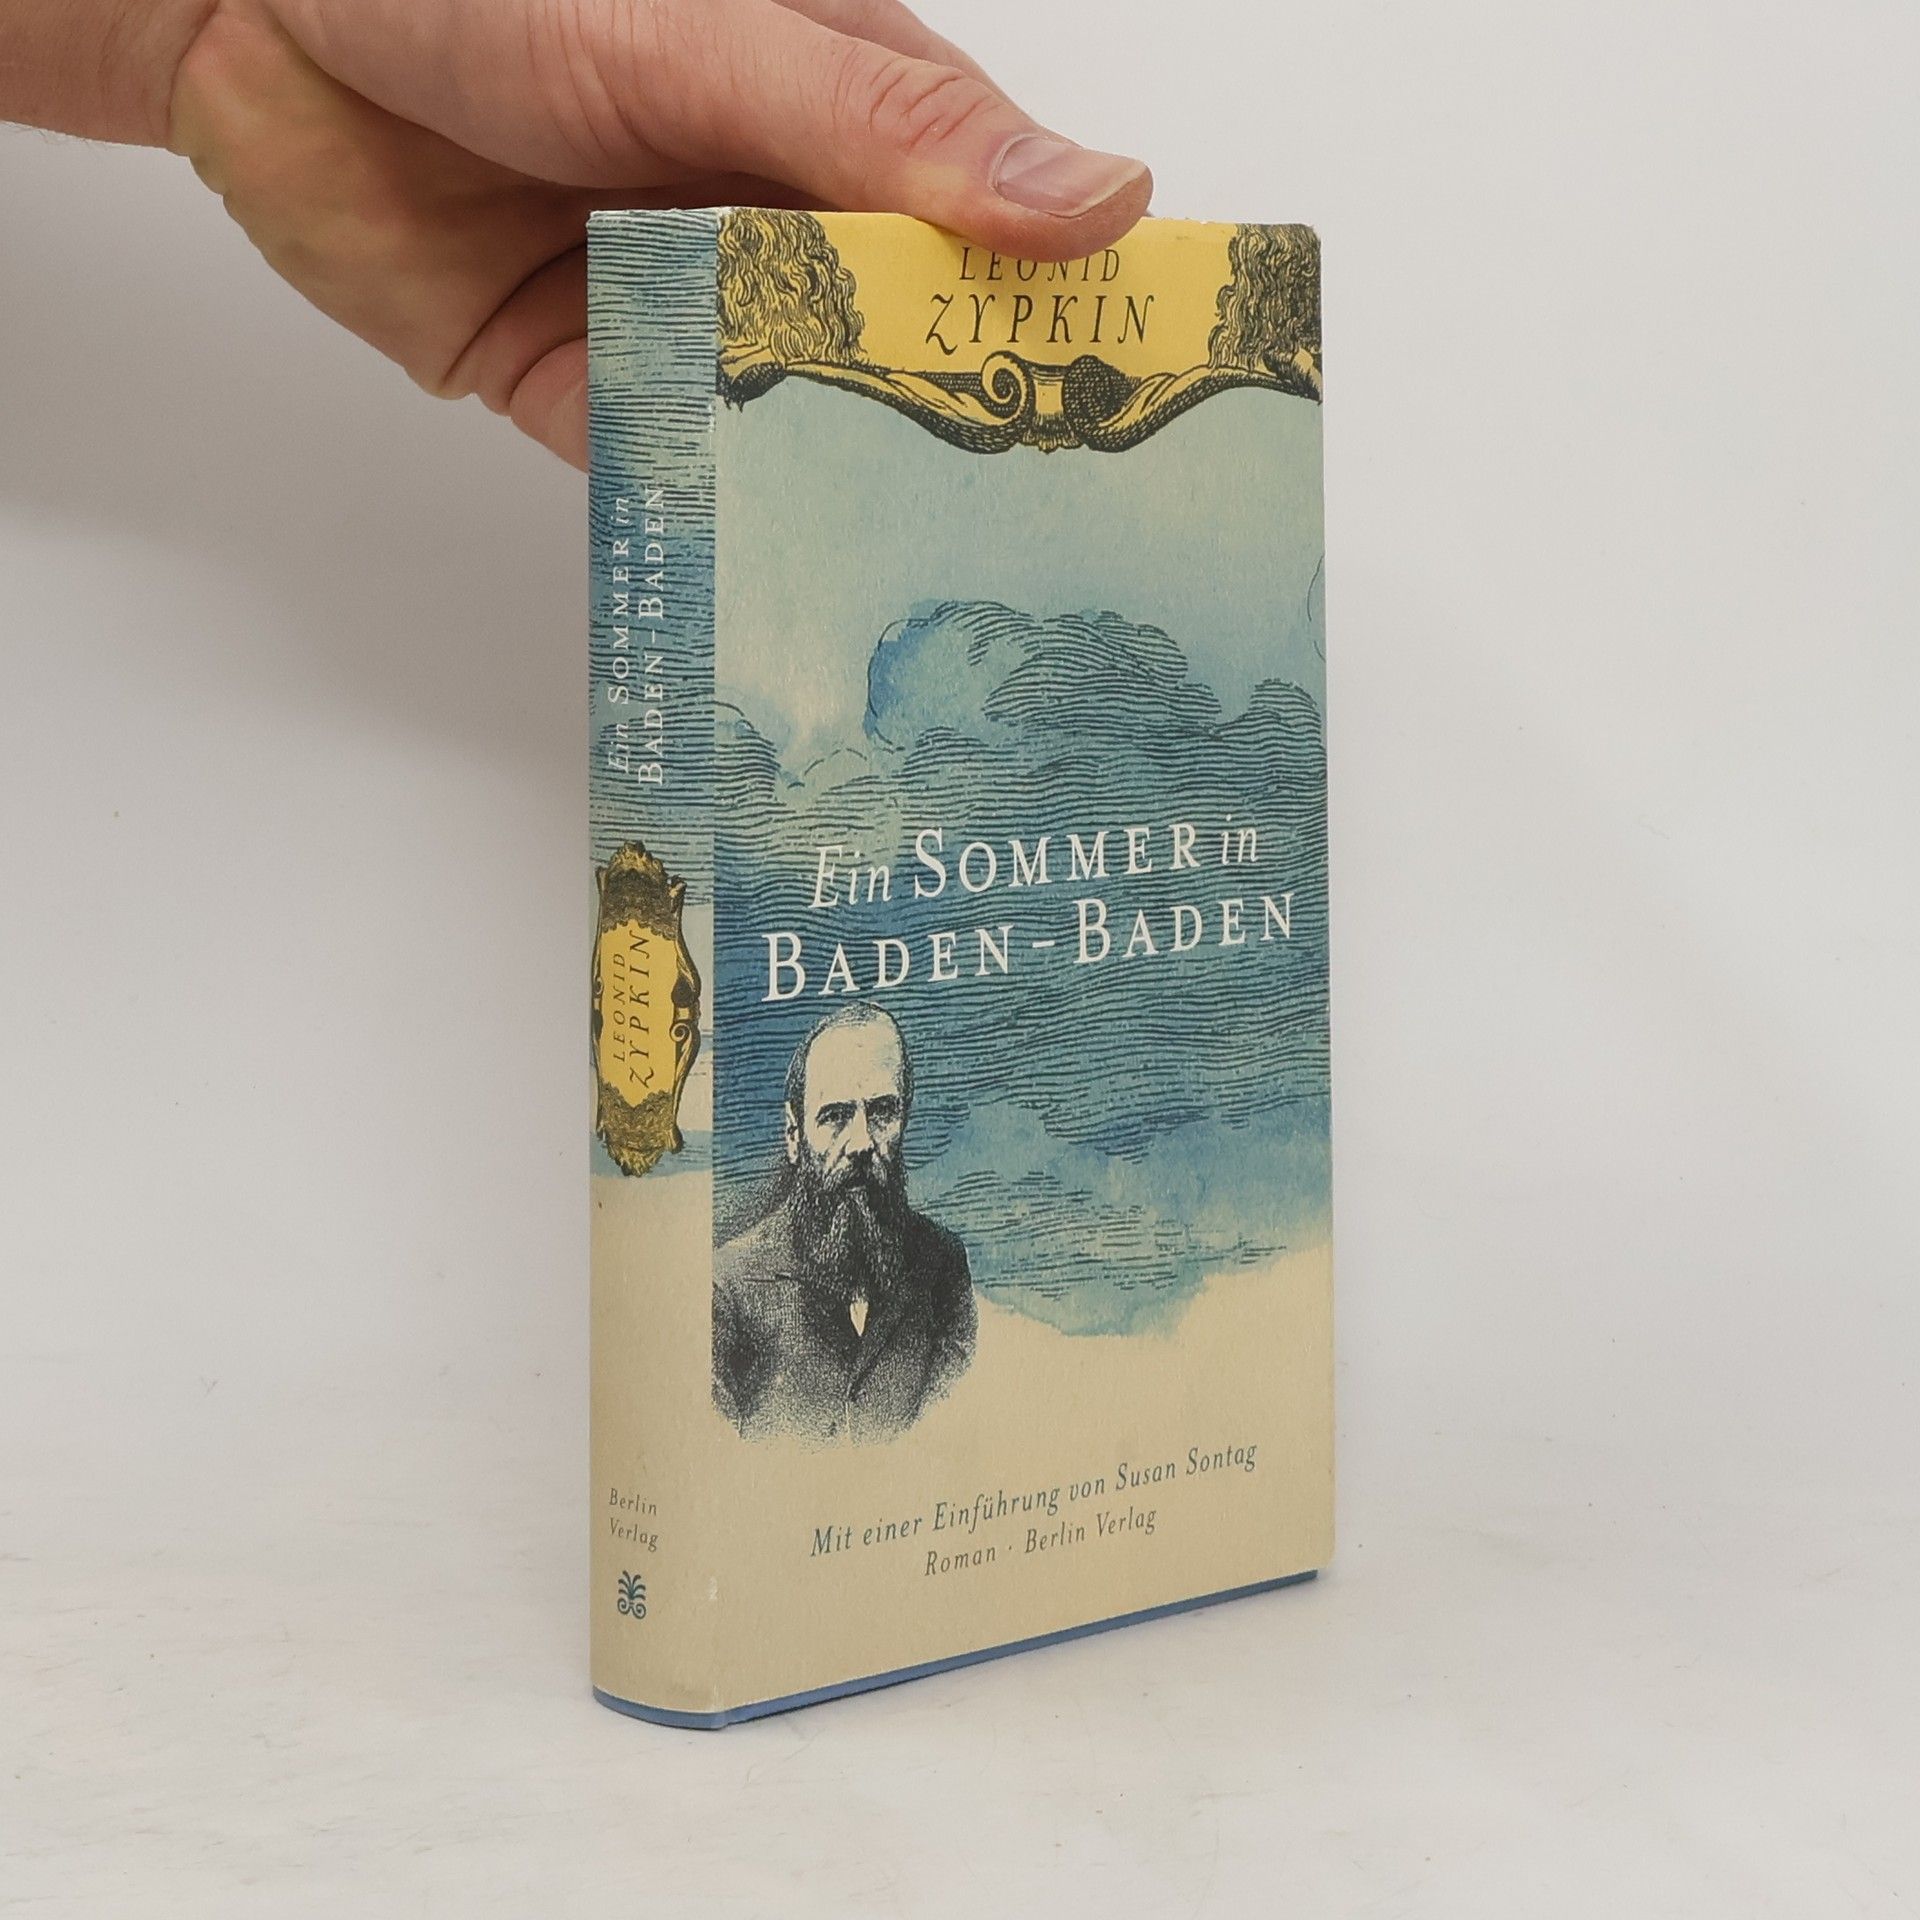 LEONID
ZYPKIN
Ein SOMMER in
BADEN-BADEN
Mit einer Einführung von Susan Sontag
Roman · Berlin Verlag
Ein SOMMER in
BADEN-BADEN
LEONID
ZYPKIN
Berlin
Verlag